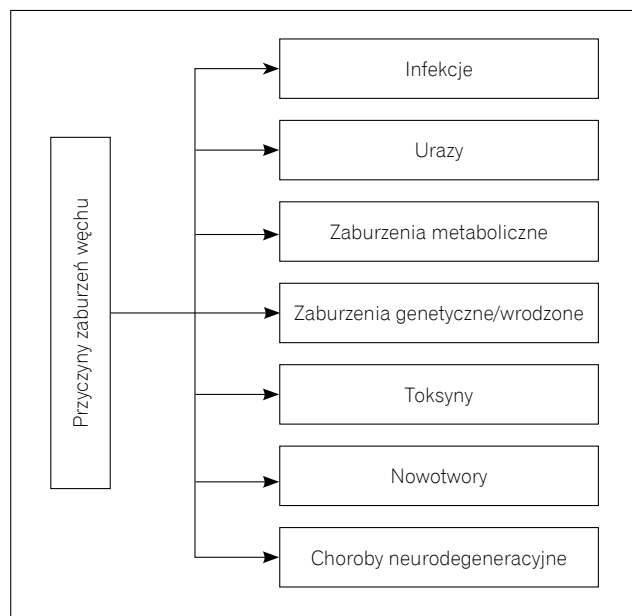 Przyczyny zaburzeń węchu
Infekcje
Urazy
Zaburzenia metaboliczne
Zaburzenia genetyczne/wrodzone
Toksyny
Nowotwory
Choroby neurodegeneracyjne